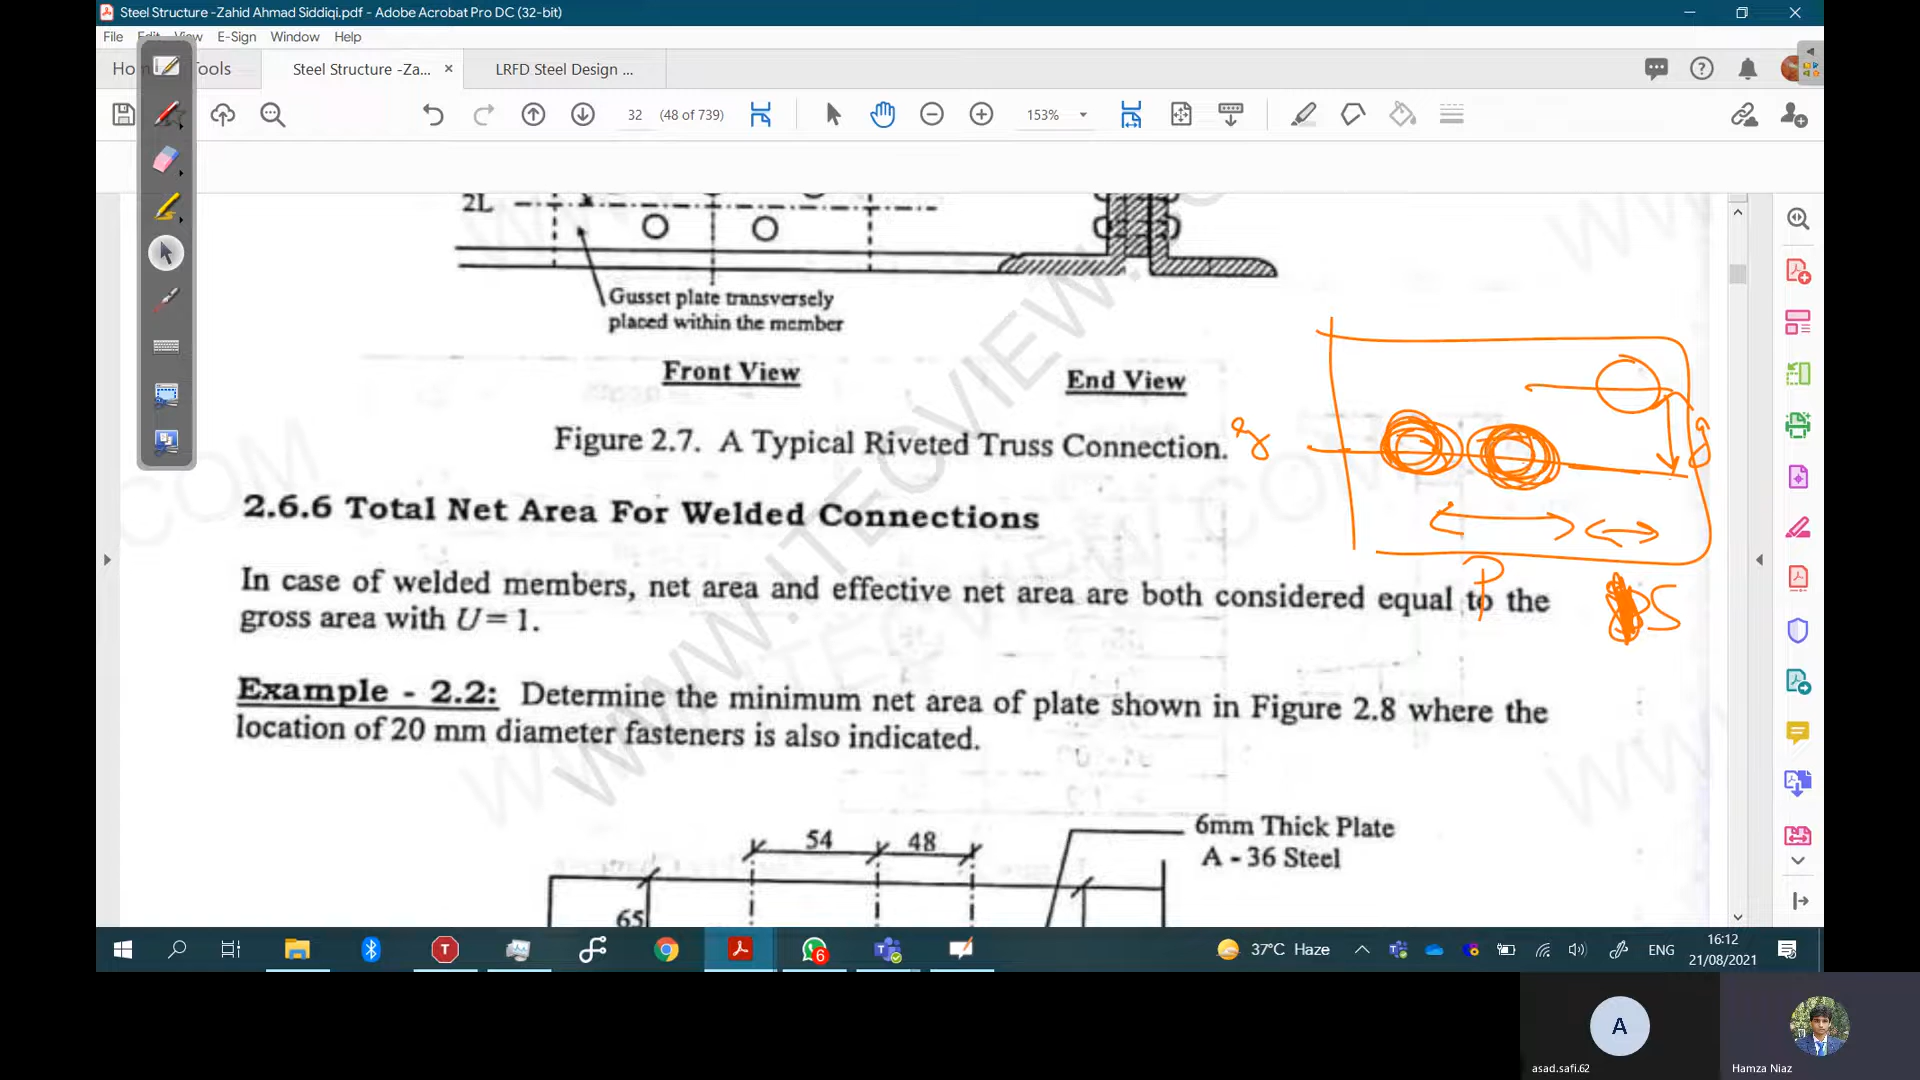 Steel Structure -Zahid Ahmad Siddiqi.pdf - Adobe Acrobat Pro DC (32-bit)
File Edit View E-Sign Window Help
Tools
Steel Structure -Za... ×
LRFD Steel Design ...
32 (48 of 739)
153%
2L
Gusset plate transversely
placed within the member
Front View
End View
Figure 2.7. A Typical Riveted Truss Connection.
g
P
S
2.6.6 Total Net Area For Welded Connections
In case of welded members, net area and effective net area are both considered equal to the
gross area with U = 1.
Example - 2.2: Determine the minimum net area of plate shown in Figure 2.8 where the
location of 20 mm diameter fasteners is also indicated.
54 48
6mm Thick Plate
A - 36 Steel
65
WWW.ITECVIEW.COM
6
37°C Haze
ENG
16:12
21/08/2021
A
asad.safi.62
Hamza Niaz